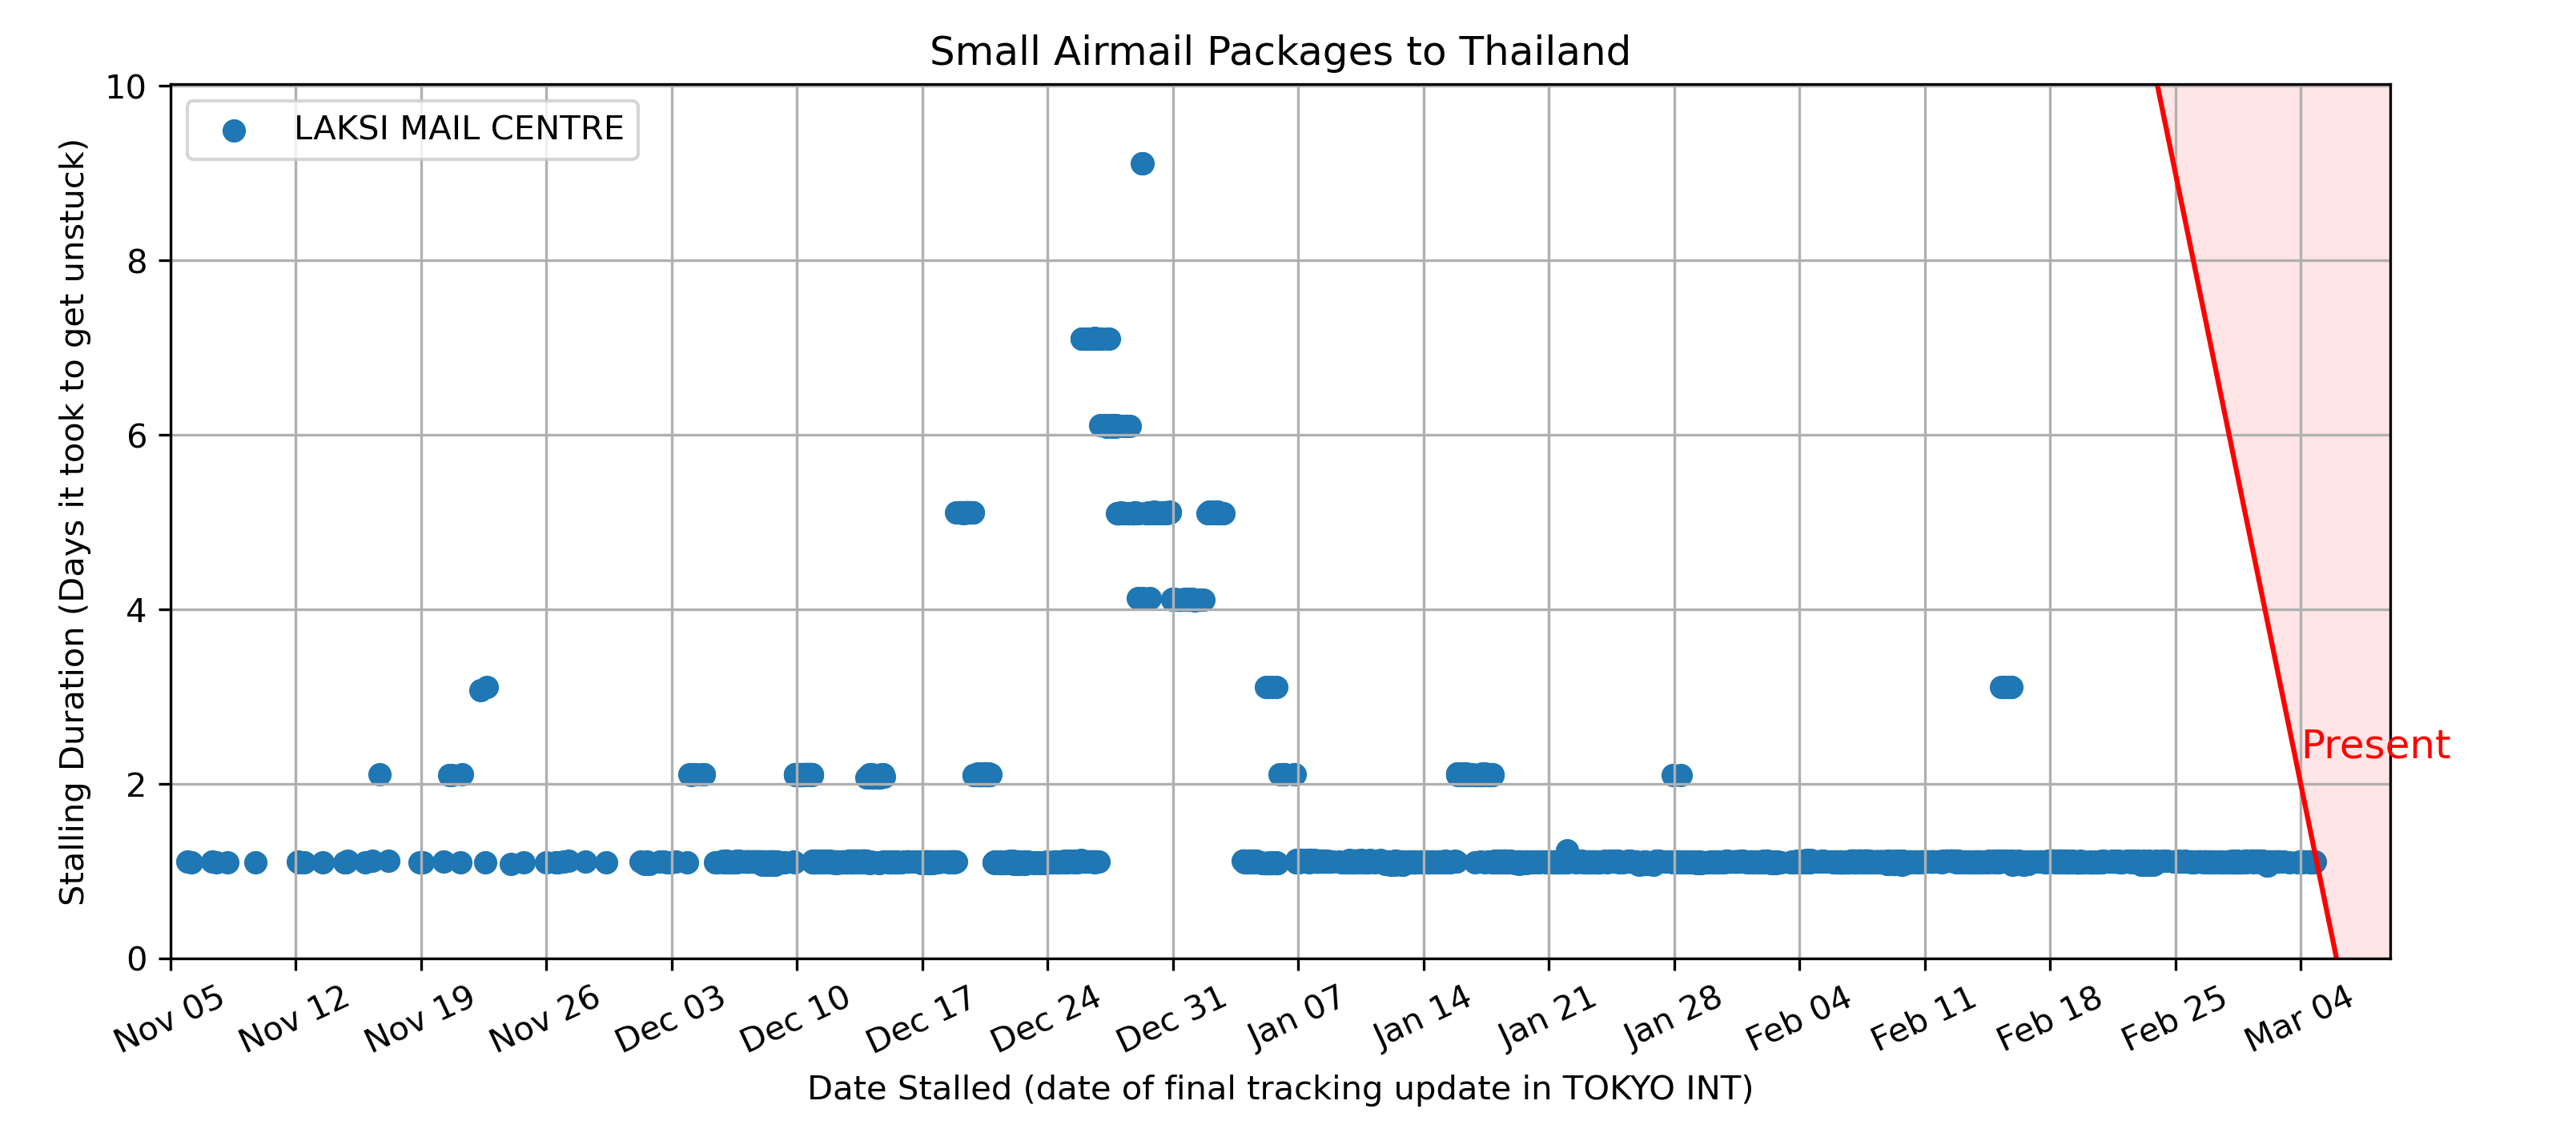 Small Airmail Packages to Thailand
LAKSI MAIL CENTRE
Stalling Duration (Days it took to get unstuck)
10
8
6
4
2
0
Present
Nov 05
Nov 12
Nov 19
Nov 26
Dec 03
Dec 10
Dec 17
Dec 24
Dec 31
Jan 07
Jan 14
Jan 21
Jan 28
Feb 04
Feb 11
Feb 18
Feb 25
Mar 04
Date Stalled (date of final tracking update in TOKYO INT)